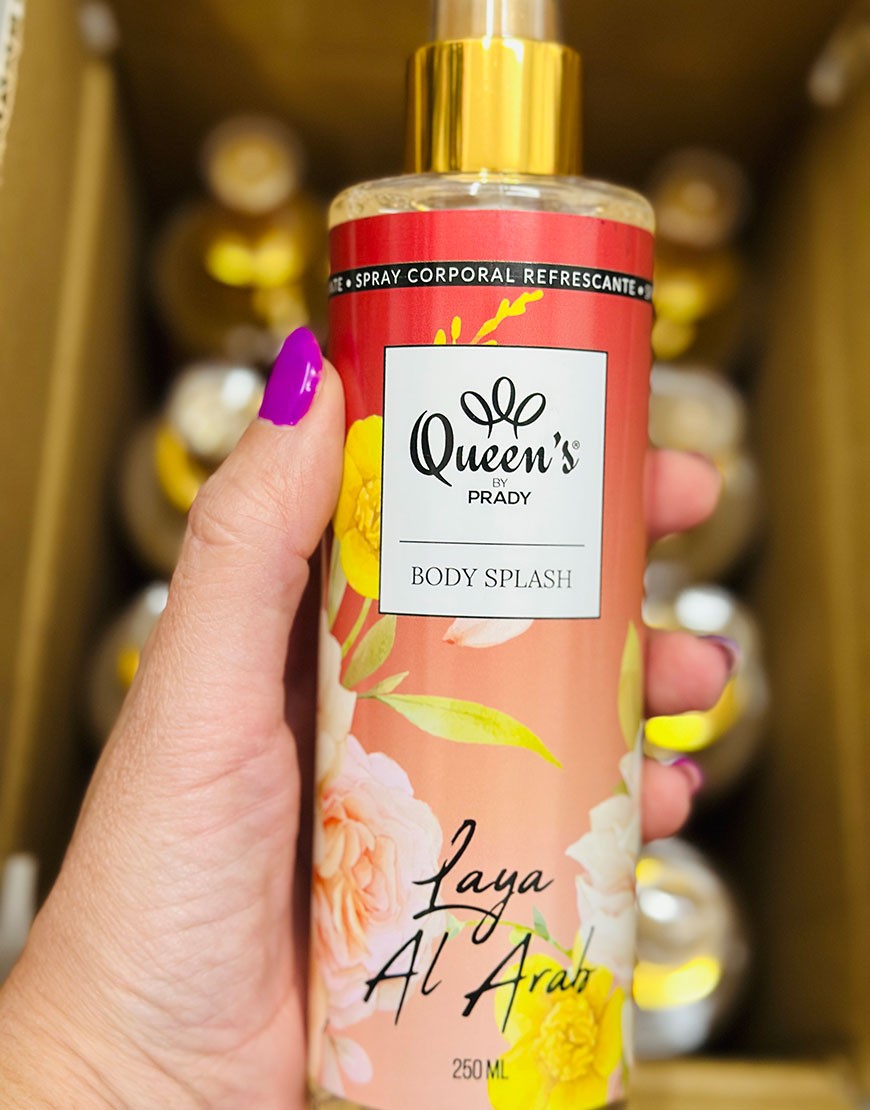 SPRAY CORPORAL REFRESCANTE •
Queen's®
BY
PRADY
BODY SPLASH
Laya
Al Arab
250 ML